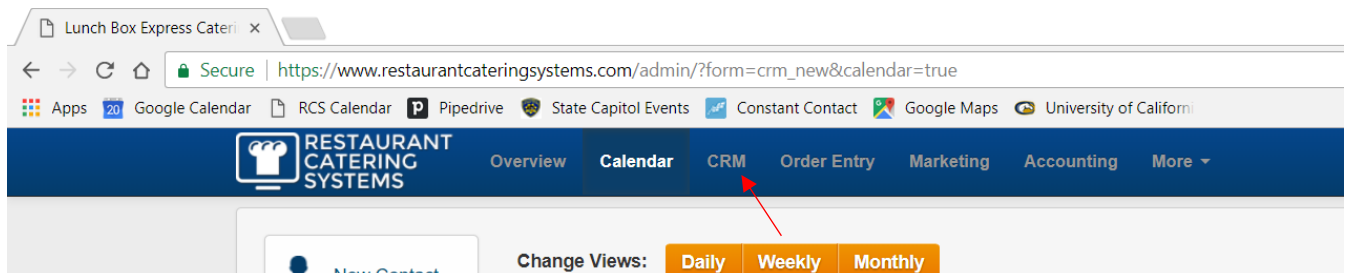 Lunch Box Express Cateri
Secure https://www.restaurantcateringsystems.com/admin/?form=crm_new&calendar=true
Apps 20 Google Calendar RCS Calendar P Pipedrive State Capitol Events Constant Contact Google Maps University of Californi
RESTAURANT
CATERING
SYSTEMS
Overview Calendar CRM Order Entry Marketing Accounting More
New Contact
Change Views: Daily Weekly Monthly